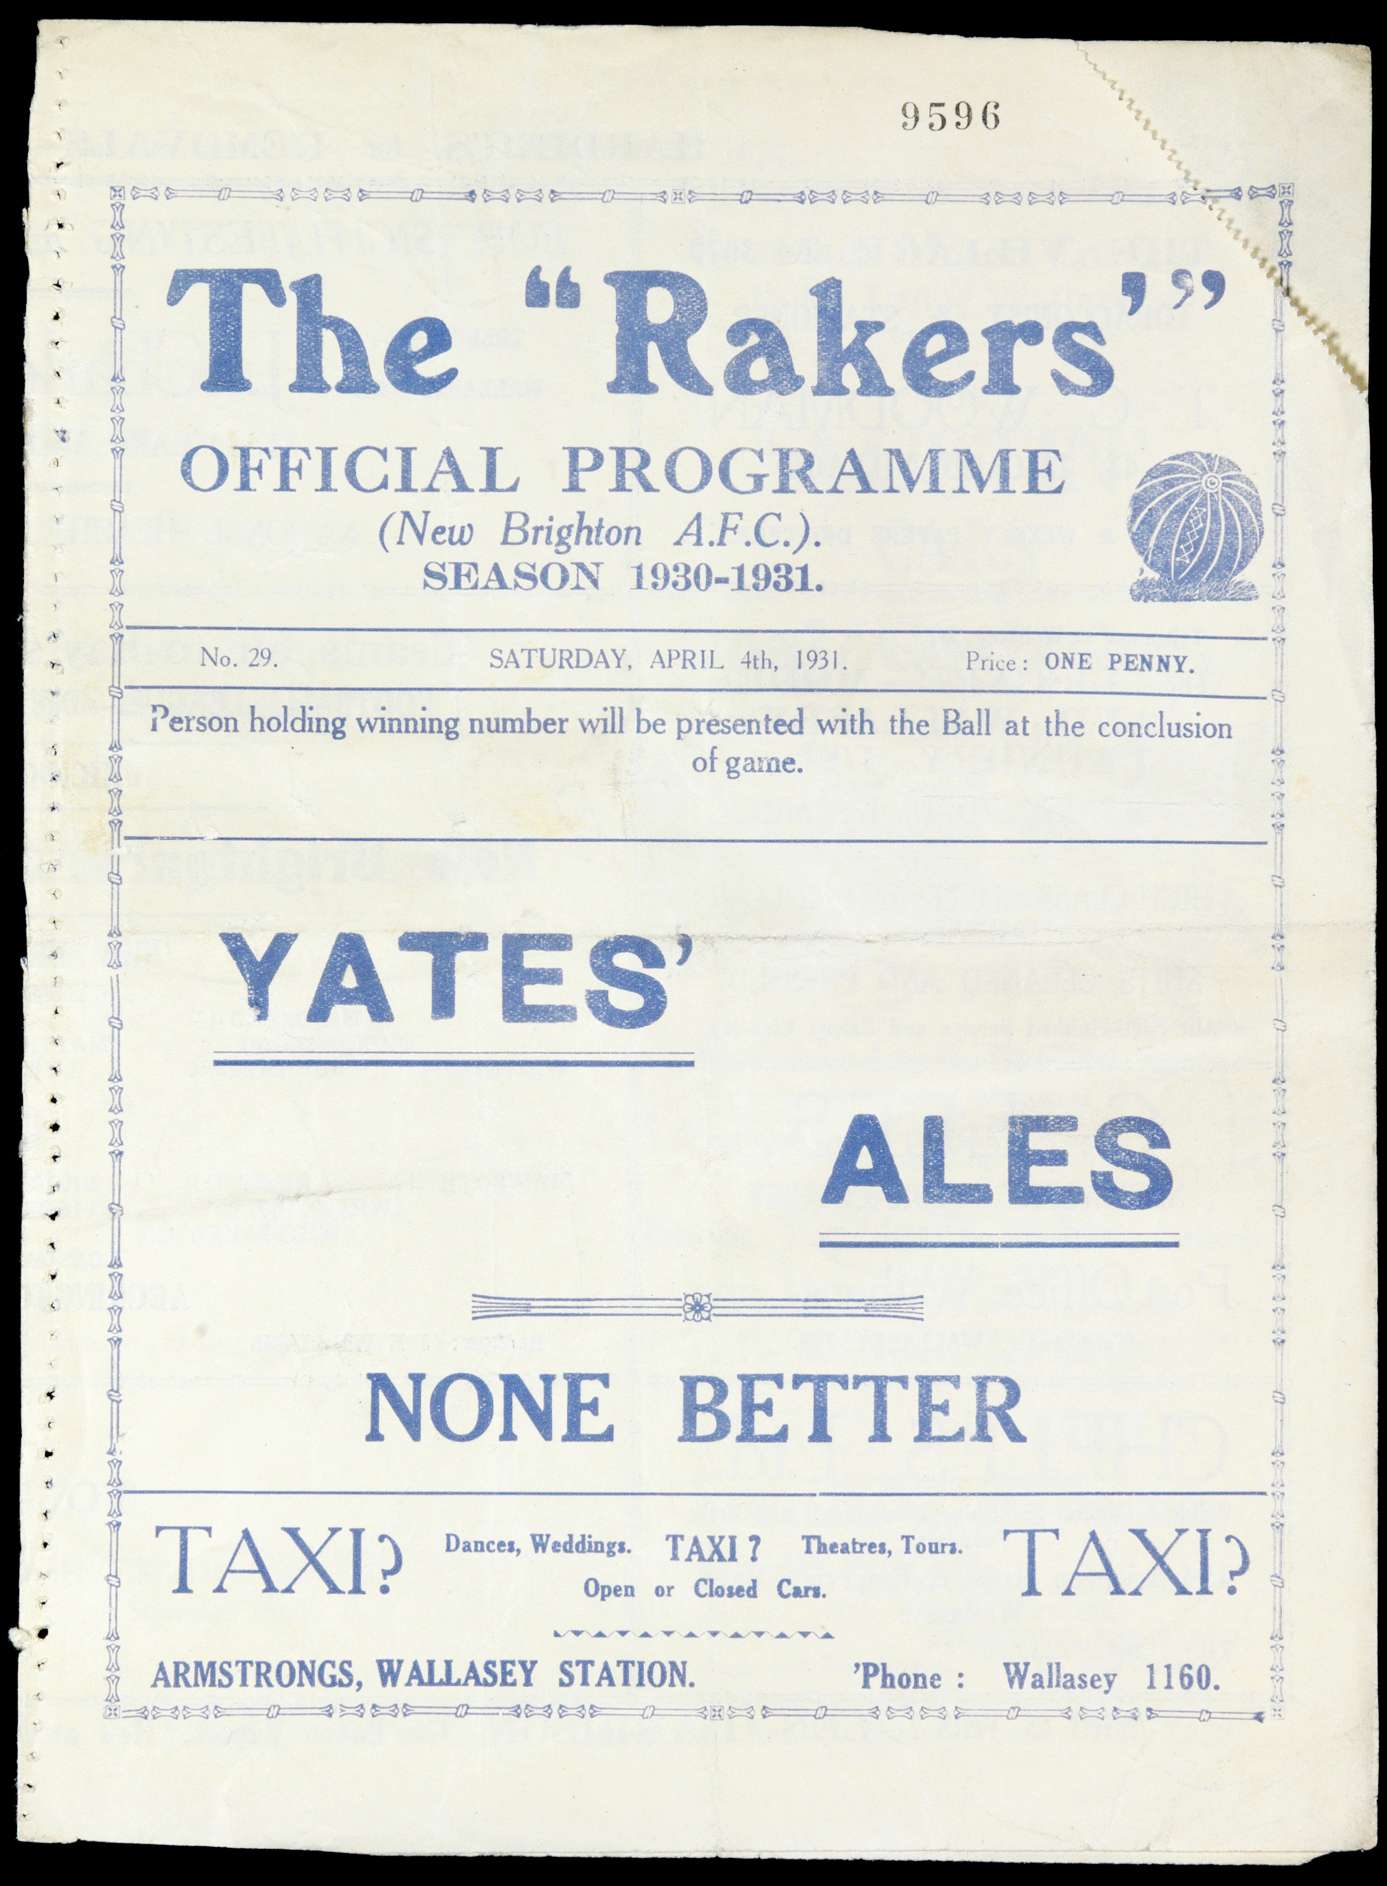 9596
The "Rakers'"
OFFICIAL PROGRAMME
(New Brighton A.F.C.).
SEASON 1930-1931.
No. 29. SATURDAY, APRIL 4th, 1931. Price: ONE PENNY.
Person holding winning number will be presented with the Ball at the conclusion
of game.
YATES'
ALES
NONE BETTER
TAXI? Dances, Weddings. TAXI? Theatres, Tours. TAXI?
Open or Closed Cars.
ARMSTRONGS, WALLASEY STATION. 'Phone: Wallasey 1160.